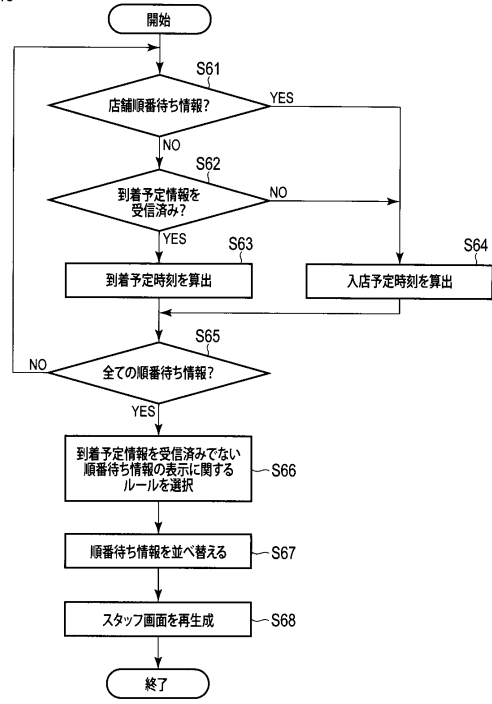 開始
S61
店舗順番待ち情報?
YES
NO
S62
到着予定情報を
受信済み?
NO
YES
S63
到着予定時刻を算出
S64
入店予定時刻を算出
S65
全ての順番待ち情報?
NO
YES
到着予定情報を受信済みでない
順番待ち情報の表示に関する
ルールを選択
S66
順番待ち情報を並べ替える
S67
スタッフ画面を再生成
S68
終了